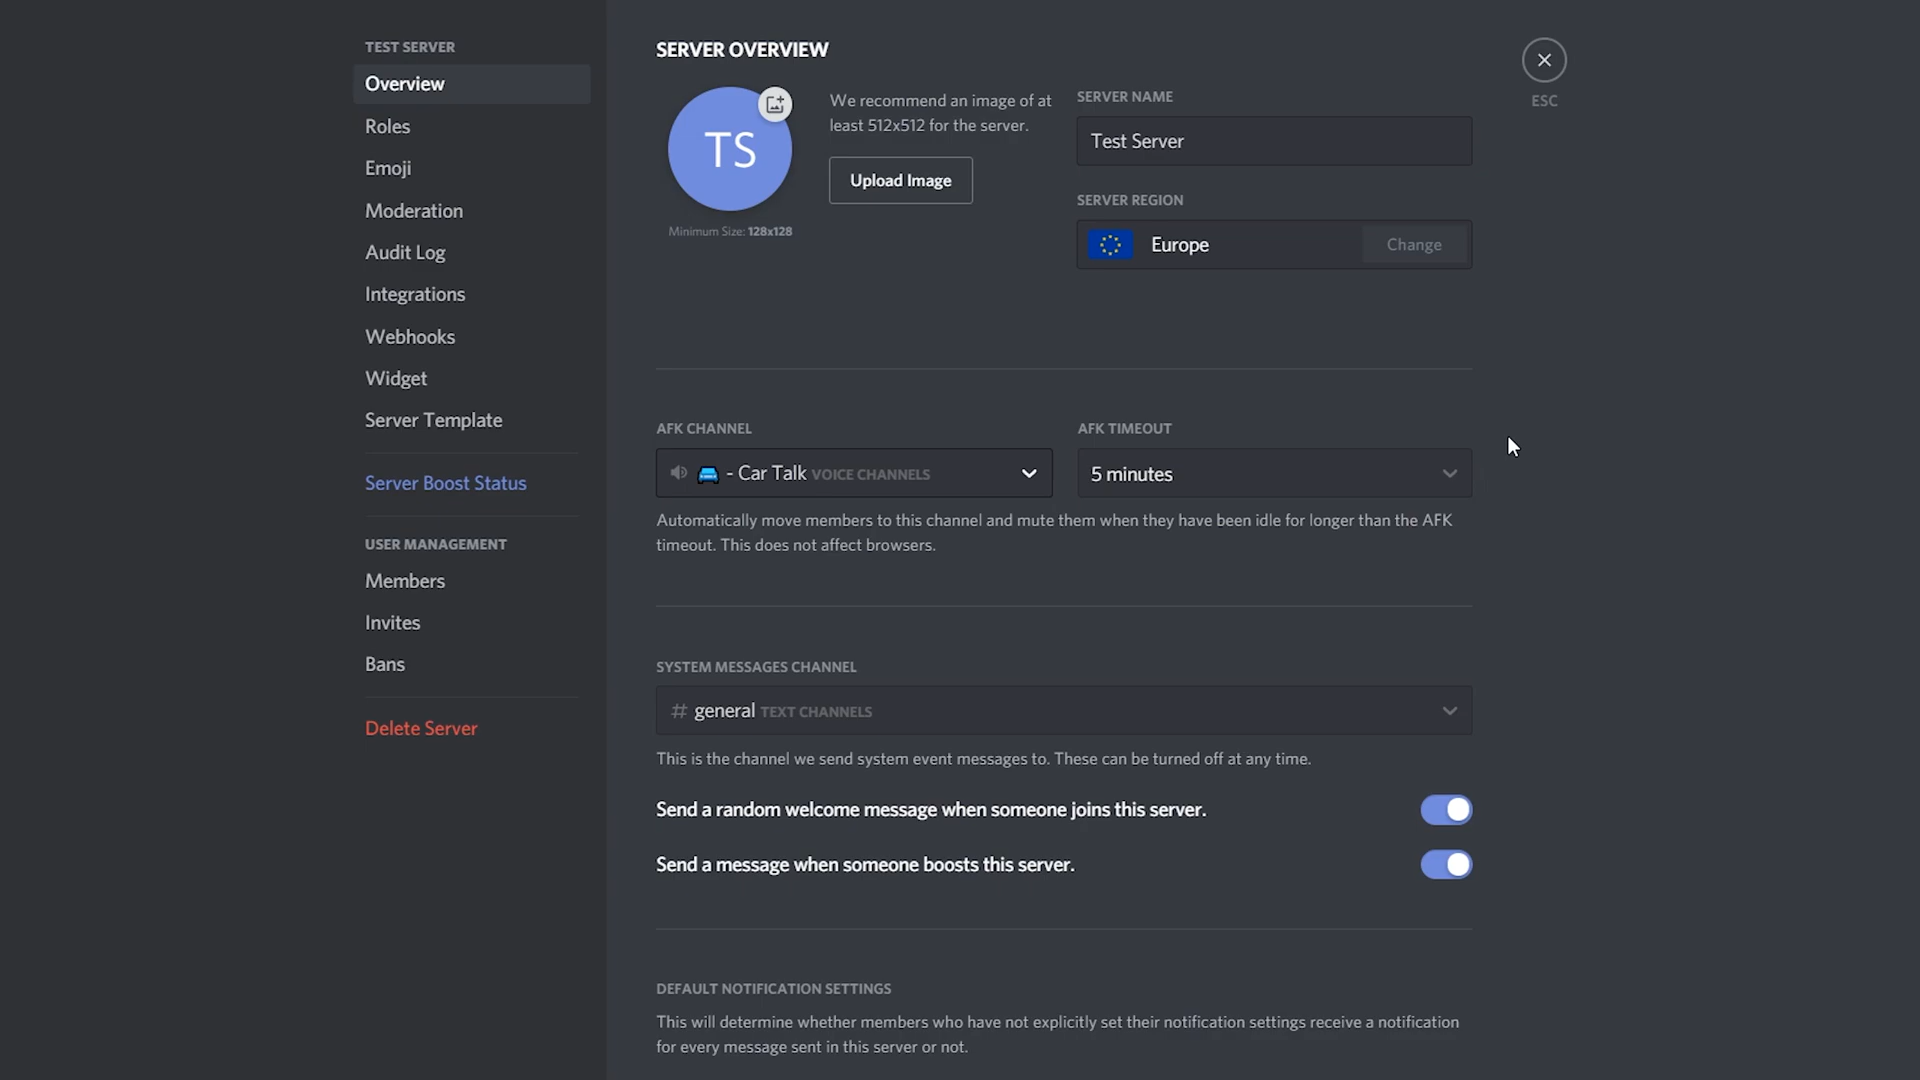 TEST SERVER
Overview
Roles
Emoji
Moderation
Audit Log
Integrations
Webhooks
Widget
Server Template
Server Boost Status
USER MANAGEMENT
Members
Invites
Bans
Delete Server
SERVER OVERVIEW
TS
Minimum Size: 128x128
We recommend an image of at
least 512x512 for the server.
Upload Image
SERVER NAME
Test Server
SERVER REGION
Europe Change
ESC
AFK CHANNEL
- Car Talk VOICE CHANNELS
AFK TIMEOUT
5 minutes
Automatically move members to this channel and mute them when they have been idle for longer than the AFK
timeout. This does not affect browsers.
SYSTEM MESSAGES CHANNEL
# general TEXT CHANNELS
This is the channel we send system event messages to. These can be turned off at any time.
Send a random welcome message when someone joins this server.
Send a message when someone boosts this server.
DEFAULT NOTIFICATION SETTINGS
This will determine whether members who have not explicitly set their notification settings receive a notification
for every message sent in this server or not.